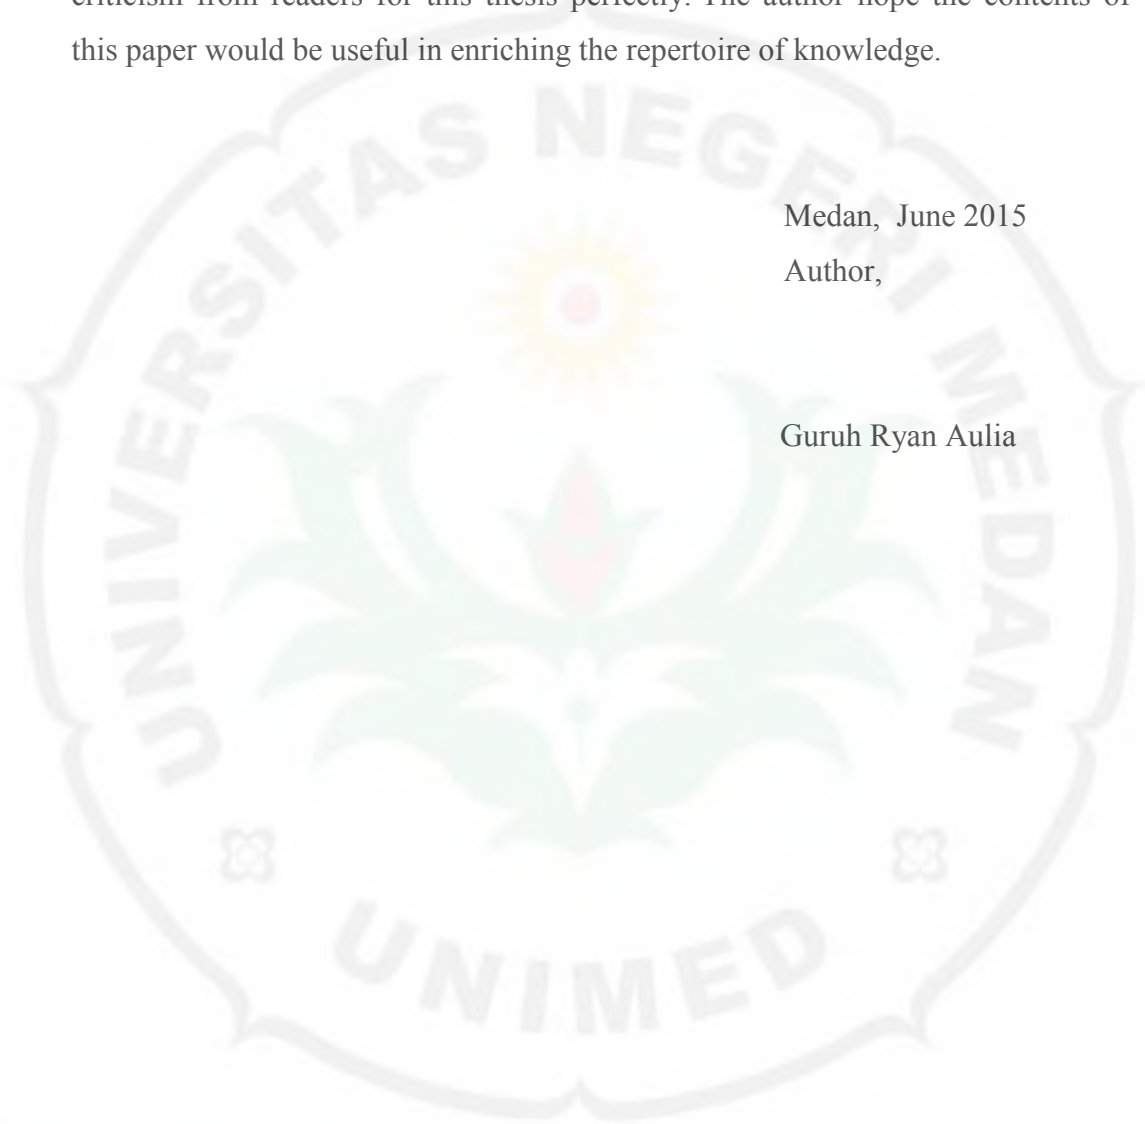 criticism from readers for this thesis perfectly. The author hope the contents of
this paper would be useful in enriching the repertoire of knowledge.
Medan, June 2015
Author,
Guruh Ryan Aulia
UNIVERSITAS NEGERI MEDAN
UNIMED